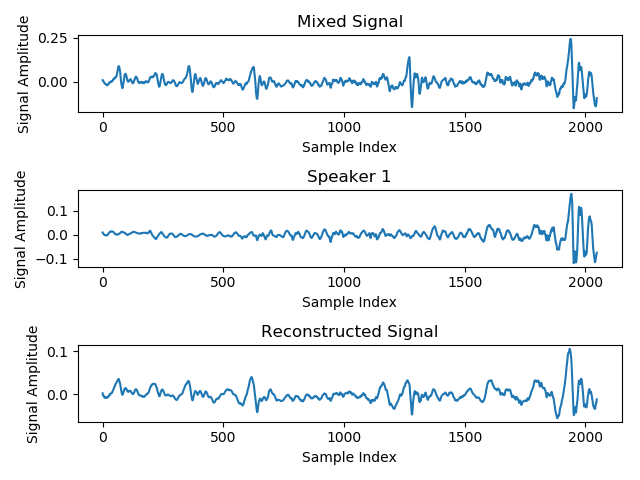 Mixed Signal
Signal Amplitude
0.25
0.00
0 500 1000 1500 2000
Sample Index
Speaker 1
Signal Amplitude
0.1
0.0
−0.1
0 500 1000 1500 2000
Sample Index
Reconstructed Signal
Signal Amplitude
0.1
0.0
0 500 1000 1500 2000
Sample Index